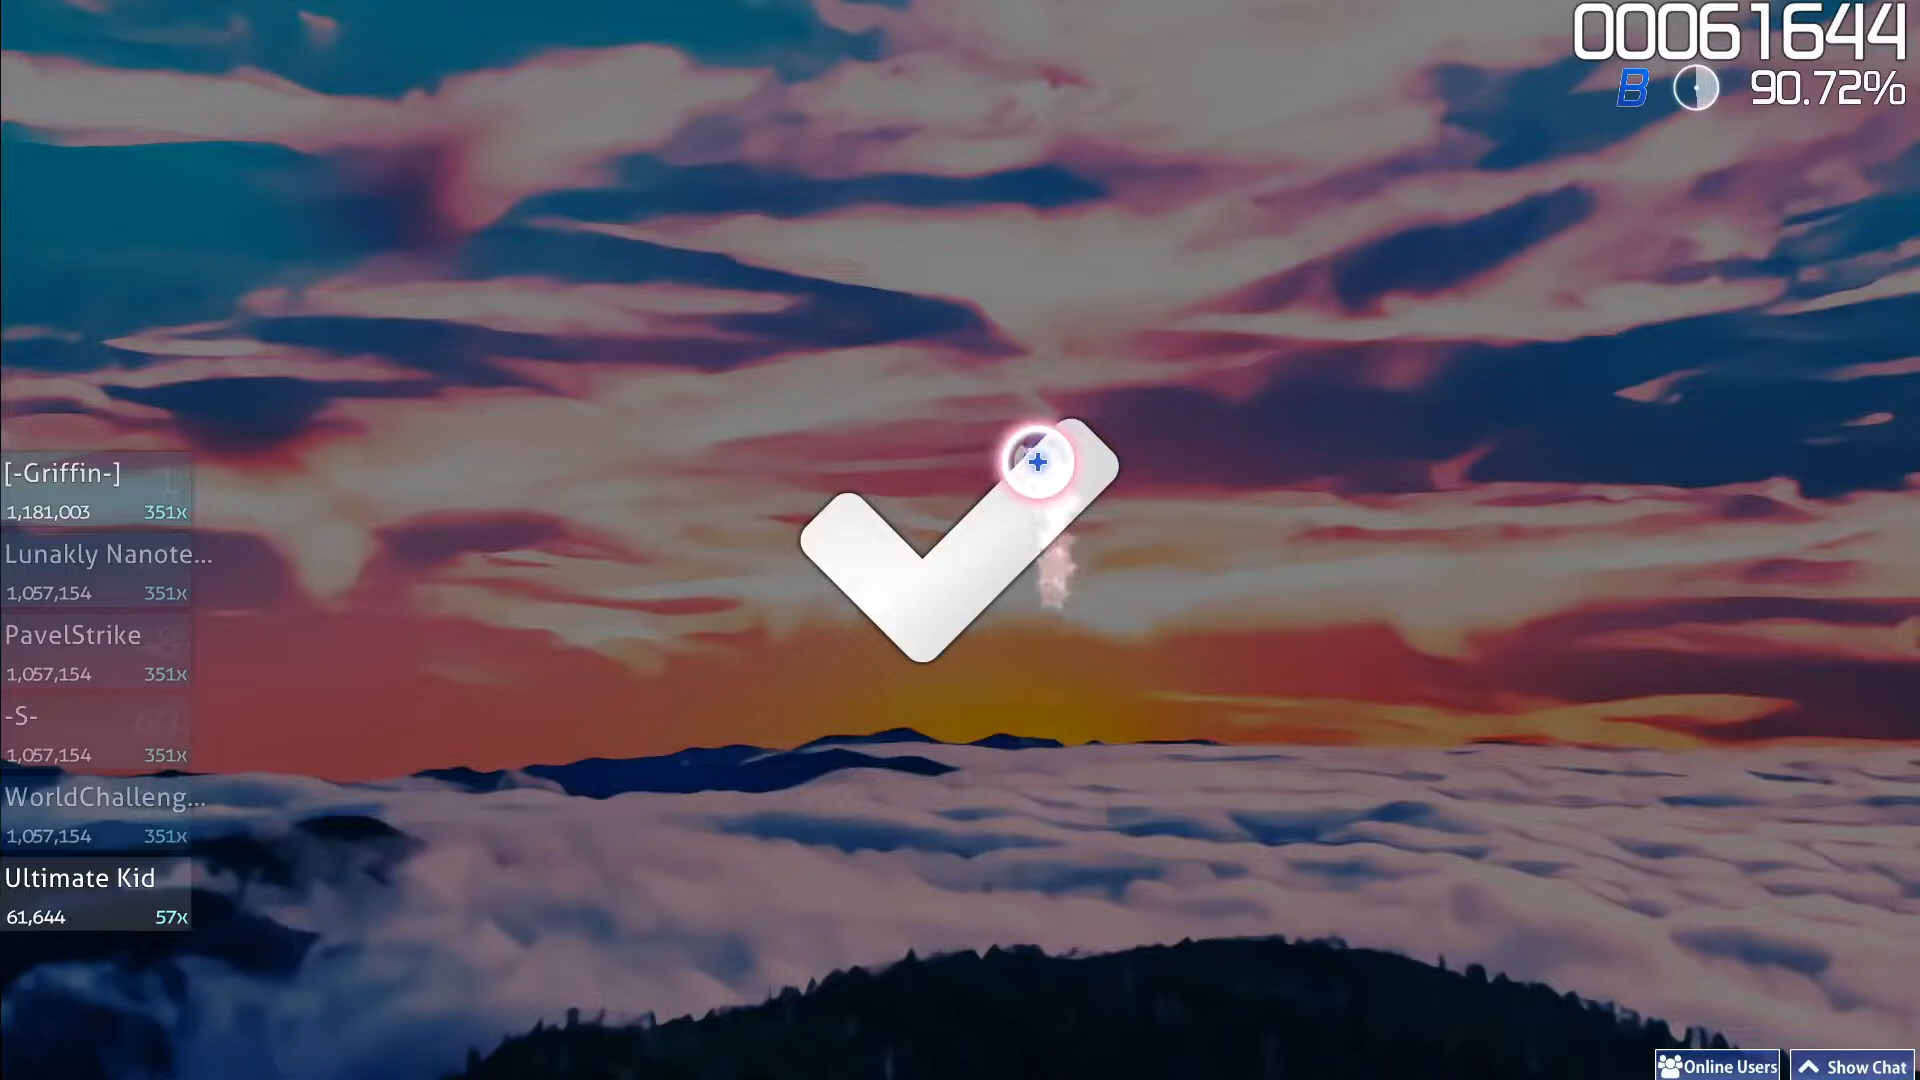 00061644
B 90.72%
[-Griffin-]
1,181,003 351x
Lunakly Nanote...
1,057,154 351x
PavelStrike
1,057,154 351x
-S-
1,057,154 351x
WorldChalleng...
1,057,154 351x
Ultimate Kid
61,644 57x
Online Users
Show Chat